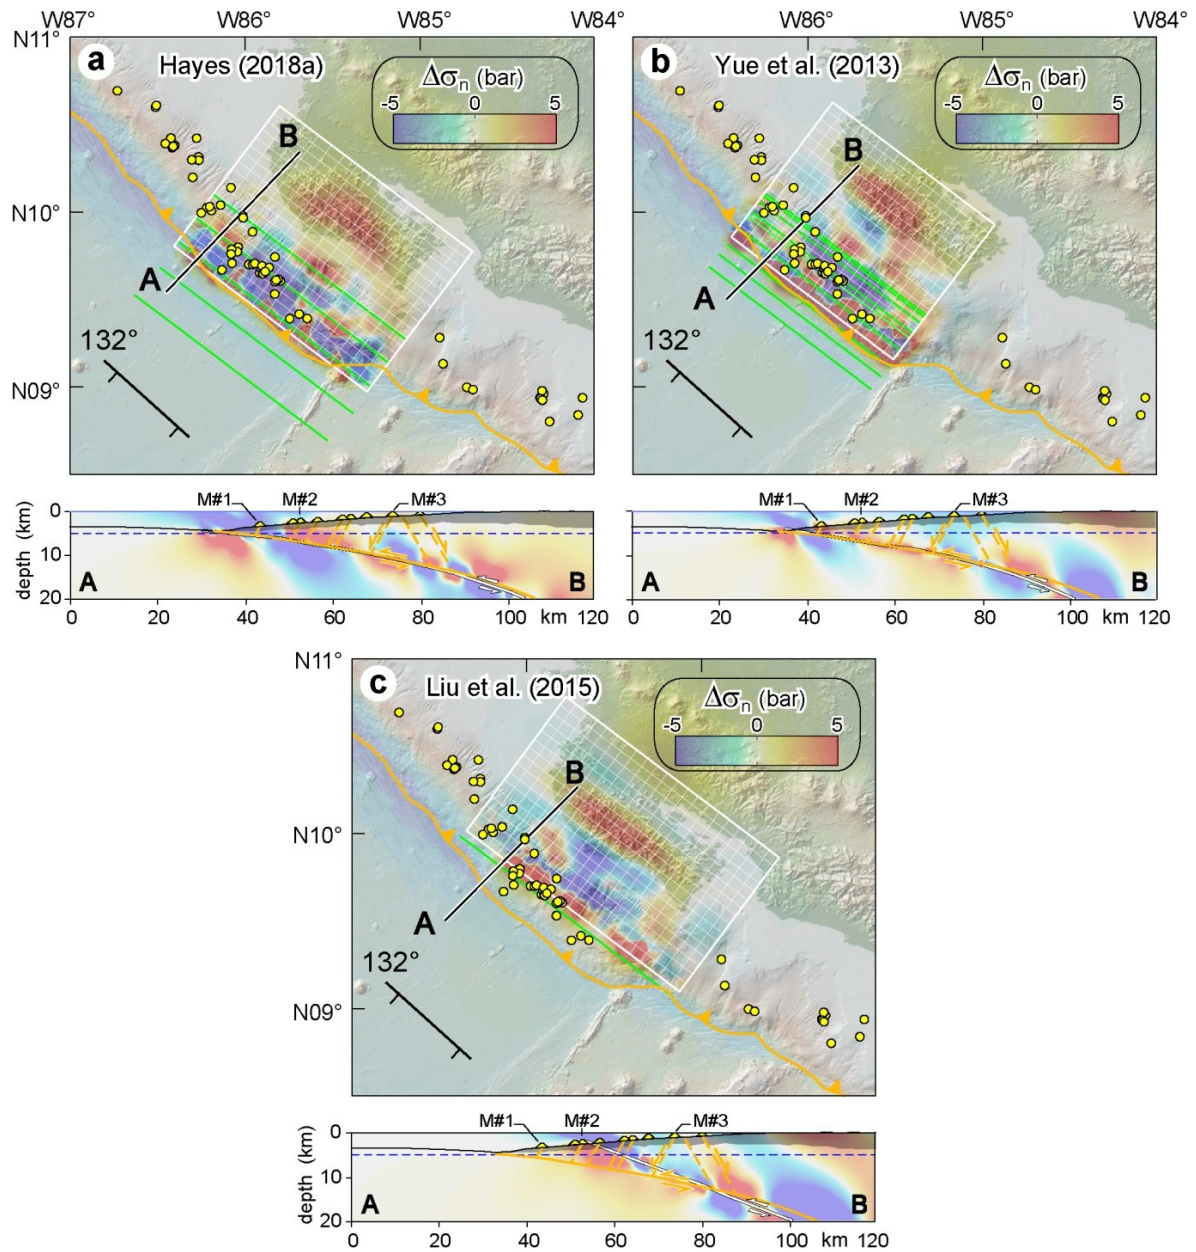 W87° W86° W85° W84° W86° W85° W84°
N11°
a Hayes (2018a)
Δσn (bar)
-5 0 5
B
N10°
A
132°
N09°
b Yue et al. (2013)
Δσn (bar)
-5 0 5
B
A
132°
M#1 M#2 M#3
depth (km)
0
10
20
A B
0 20 40 60 80 100 km 120
M#1 M#2 M#3
A B
0 20 40 60 80 100 km 120
N11°
c Liu et al. (2015)
Δσn (bar)
-5 0 5
B
N10°
A
132°
N09°
M#1 M#2 M#3
depth (km)
0
10
20
A B
0 20 40 60 80 100 km 120